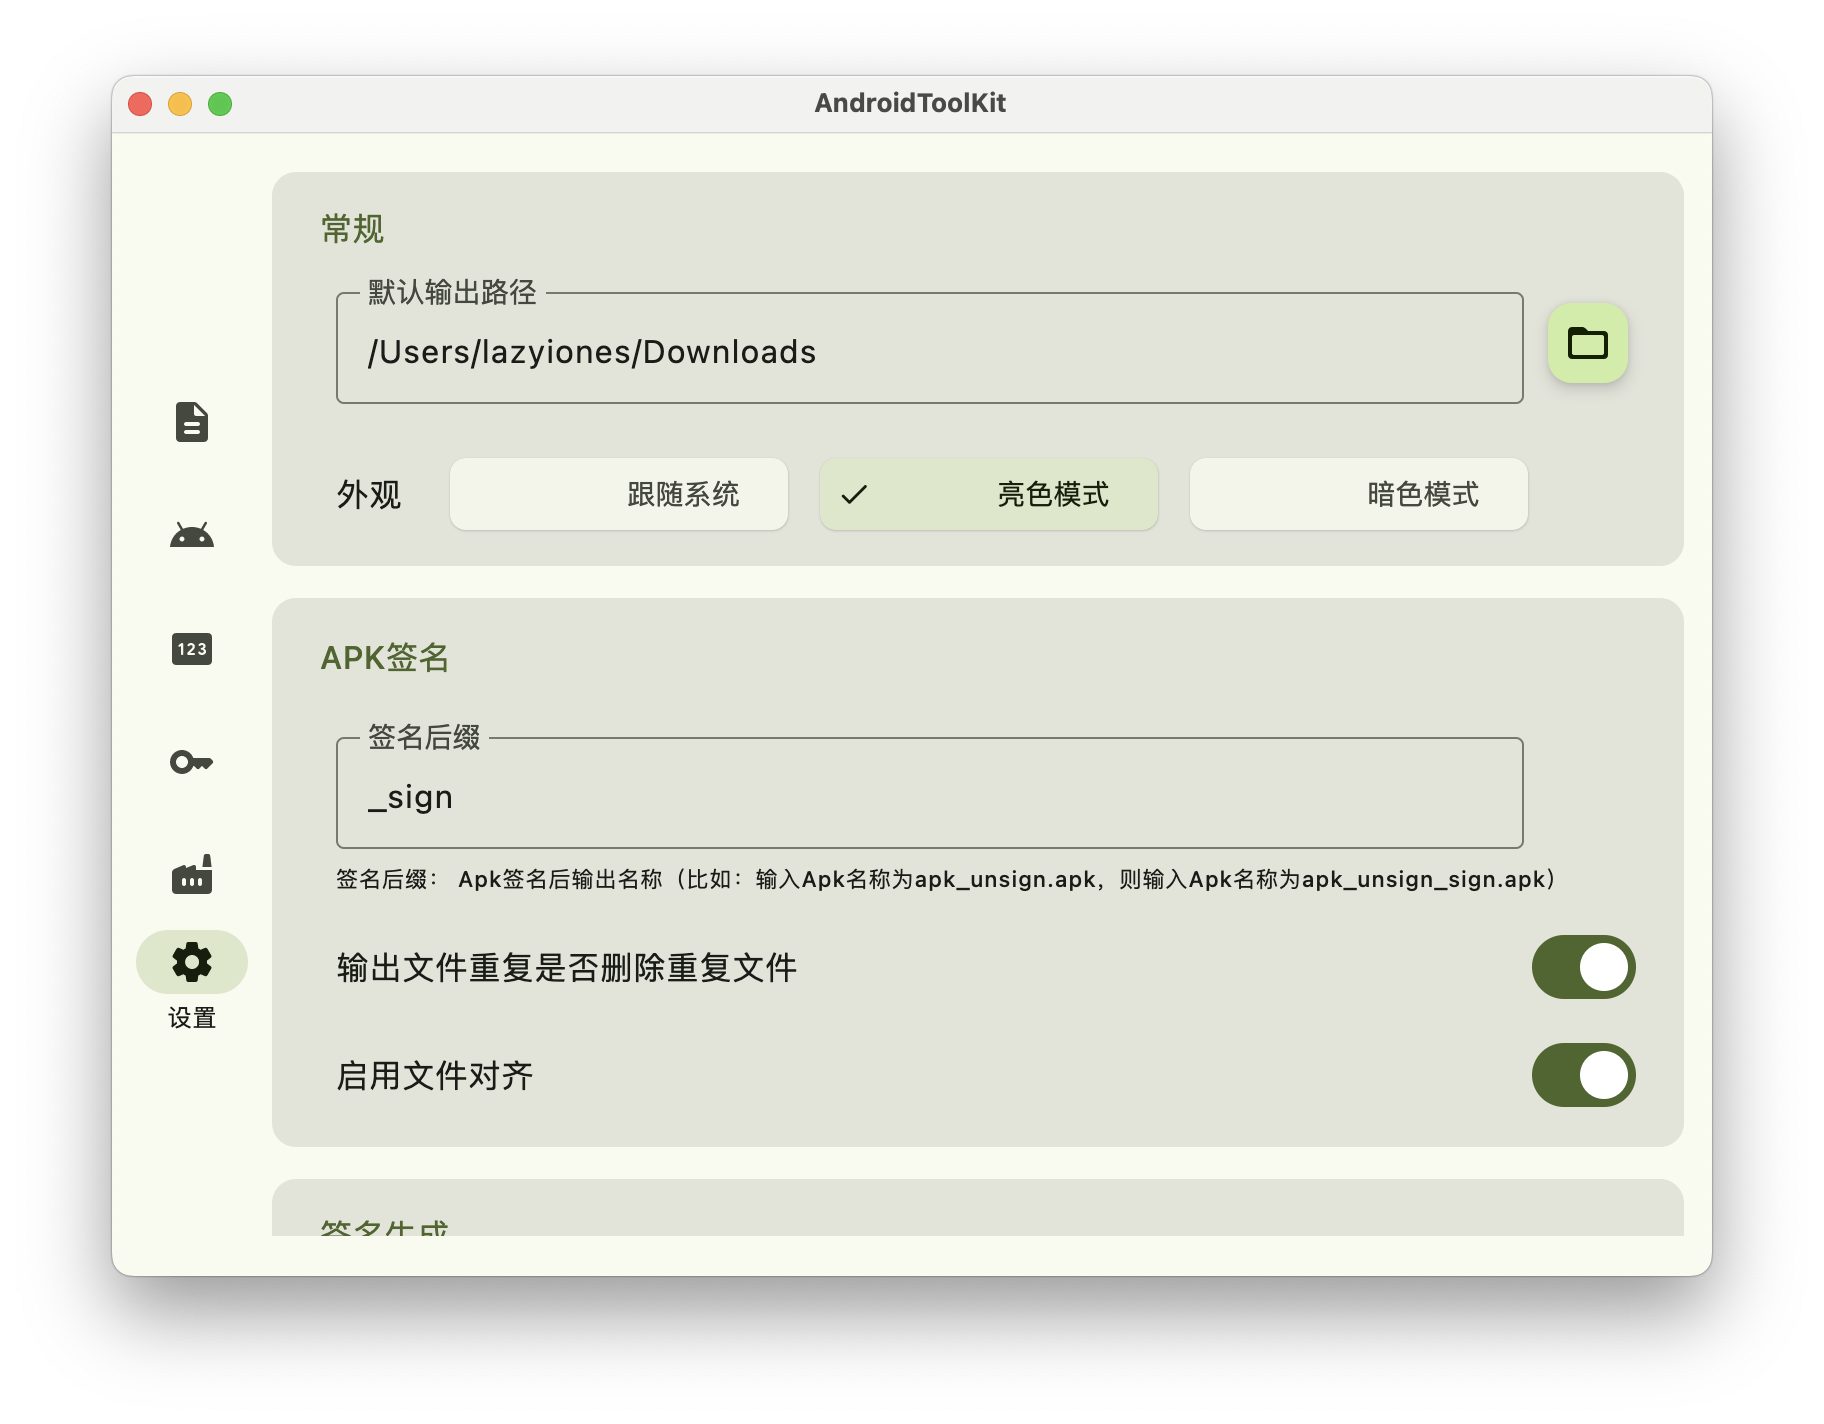 AndroidToolKit
常规
默认输出路径
/Users/lazyiones/Downloads
外观
跟随系统
亮色模式
暗色模式
123
APK签名
签名后缀
_sign
签名后缀： Apk签名后输出名称（比如：输入Apk名称为apk_unsign.apk，则输入Apk名称为apk_unsign_sign.apk）
输出文件重复是否删除重复文件
设置
启用文件对齐
签名生成